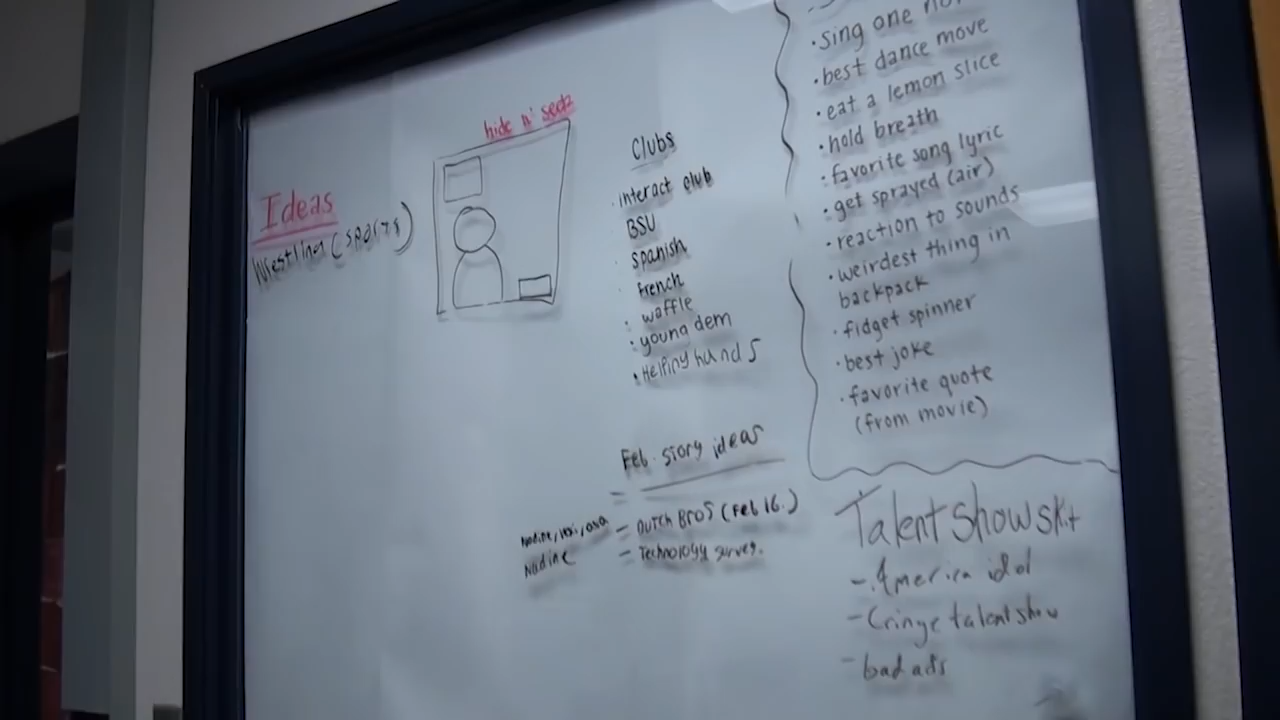 Ideas
Wrestling (sports)
hide n' seek
Clubs
· interact club
BSU
· spanish
· French
· waffle
· young dem
· Helping hands
Feb. story ideas
=
- DUTCH BROS (Feb 16.)
Nadine
- Technology survey.
· sing one
· best dance move
· eat a lemon slice
· hold breath
· favorite song lyric
· get sprayed (air)
· reaction to sounds
· weirdest thing in
backpack
· fidget spinner
· best joke
· favorite quote
(from movie)
Talent show skit
- America idol
- Cringe talent show
- bad ads